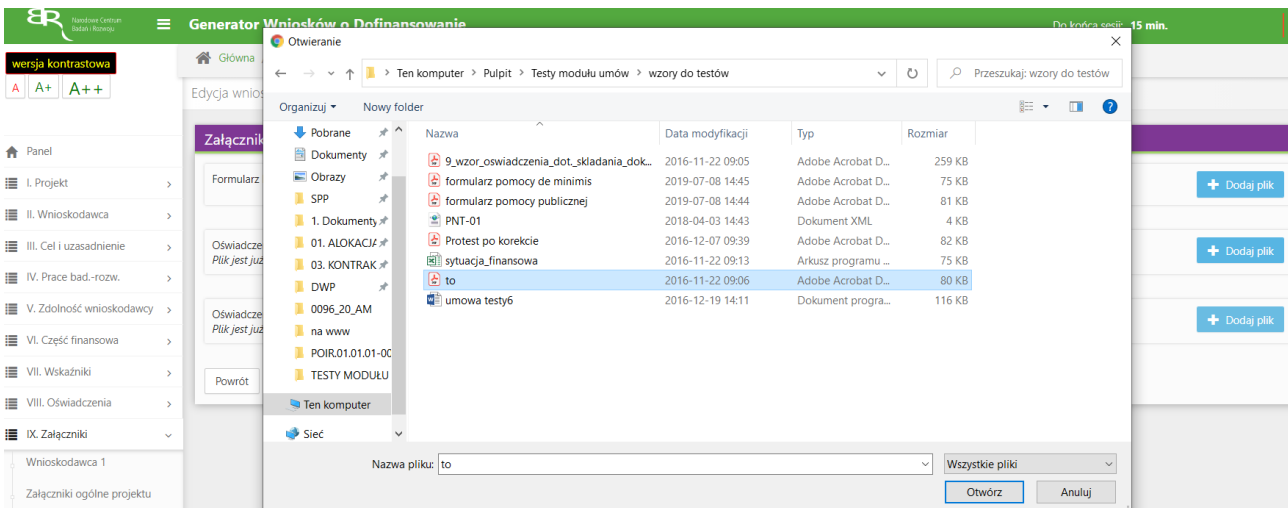 Narodowe Centrum
Badań i Rozwoju
Generator Wniosków o Dofinansowanie
Do końca sesji: 15 min.
wersja kontrastowa
A A+ A++
Główna
Edycja wnios
Panel
I. Projekt
II. Wnioskodawca
III. Cel i uzasadnienie
IV. Prace bad.-rozw.
V. Zdolność wnioskodawcy
VI. Część finansowa
VII. Wskaźniki
VIII. Oświadczenia
IX. Załączniki
Wnioskodawca 1
Załączniki ogólne projektu
Załącznik
Formularz
Oświadcze
Plik jest już
Oświadcze
Plik jest już
Powrót
Dodaj plik
Dodaj plik
Dodaj plik
Otwieranie
Ten komputer > Pulpit > Testy modułu umów > wzory do testów
Przeszukaj: wzory do testów
Organizuj Nowy folder
Pobrane
Dokumenty
Obrazy
SPP
1. Dokumenty
01. ALOKACJA
03. KONTRAK
DWP
0096_20_AM
na www
POIR.01.01.01-00
TESTY MODUŁU
Ten komputer
Sieć
Nazwa Data modyfikacji Typ Rozmiar
9_wzor_oswiadczenia_dot._skladania_dok... 2016-11-22 09:05 Adobe Acrobat D... 259 KB
formularz pomocy de minimis 2019-07-08 14:45 Adobe Acrobat D... 75 KB
formularz pomocy publicznej 2019-07-08 14:44 Adobe Acrobat D... 81 KB
PNT-01 2018-04-03 14:43 Dokument XML 4 KB
Protest po korekcie 2016-12-07 09:39 Adobe Acrobat D... 82 KB
sytuacja_finansowa 2016-11-22 09:13 Arkusz programu ... 75 KB
to 2016-11-22 09:06 Adobe Acrobat D... 80 KB
umowa testy6 2016-12-19 14:11 Dokument progra... 116 KB
Nazwa pliku: to
Wszystkie pliki
Otwórz Anuluj